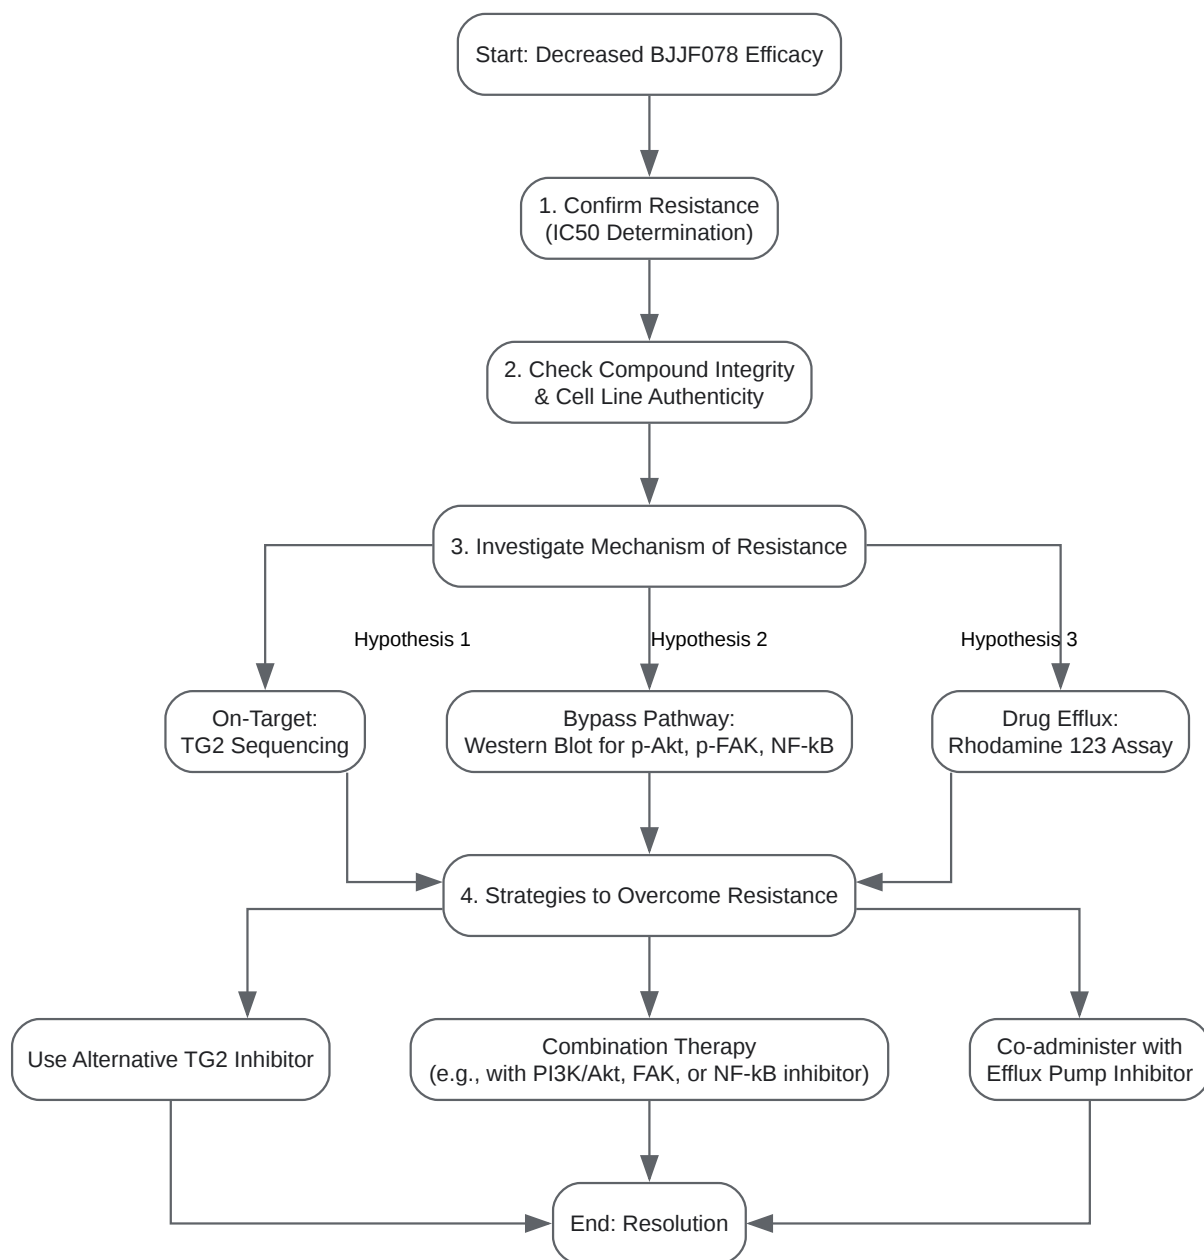 Start: Decreased BJJF078 Efficacy
1. Confirm Resistance
(IC50 Determination)
2. Check Compound Integrity
& Cell Line Authenticity
3. Investigate Mechanism of Resistance
Hypothesis 1
Hypothesis 2
Hypothesis 3
On-Target:
TG2 Sequencing
Bypass Pathway:
Western Blot for p-Akt, p-FAK, NF-kB
Drug Efflux:
Rhodamine 123 Assay
4. Strategies to Overcome Resistance
Use Alternative TG2 Inhibitor
Combination Therapy
(e.g., with PI3K/Akt, FAK, or NF-kB inhibitor)
Co-administer with
Efflux Pump Inhibitor
End: Resolution